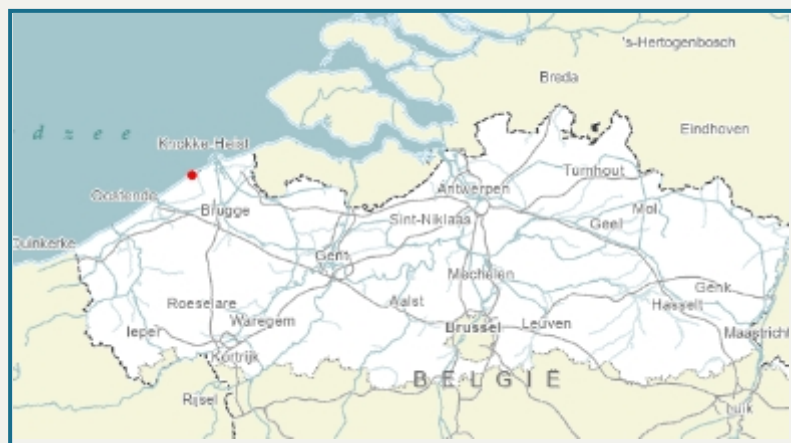 's-Hertogenbosch
Breda
Eindhoven
d z e e
Knokke-Heist
Turnhout
Antwerpen
Oostende
Mol
Brugge
Sint-Niklaas
Geel
Duinkerke
Gent
Mechelen
Genk
Roeselare
Aalst
Hasselt
Ieper
Waregem
Brussel
Leuven
Maastricht
Kortrijk
BELGIË
Rijsel
Luik